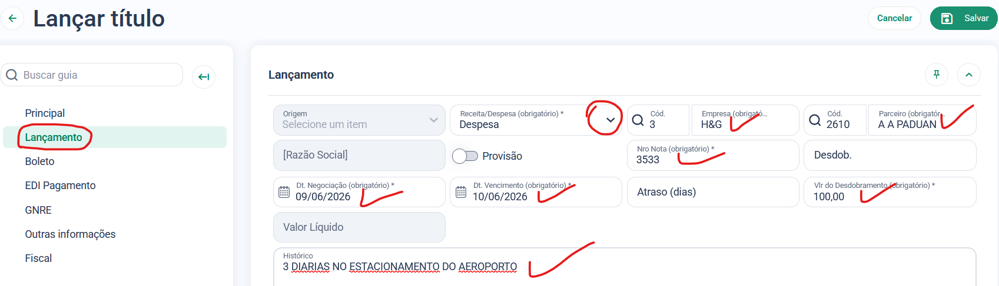 Lançar título
Cancelar
Salvar
Buscar guia
Principal
Lançamento
Boleto
EDI Pagamento
GNRE
Outras informações
Fiscal
Lançamento
Origem
Selecione um item
Receita/Despesa (obrigatório) *
Despesa
Cód.
3
Empresa (obrigató...
H&G
Cód.
2610
Parceiro (obrigatór...
A A PADUAN
[Razão Social]
Provisão
Nro Nota (obrigatório) *
3533
Desdob.
Dt. Negociação (obrigatório) *
09/06/2026
Dt. Vencimento (obrigatório) *
10/06/2026
Atraso (dias)
Vlr do Desdobramento (obrigatório) *
100,00
Valor Líquido
Histórico
3 DIARIAS NO ESTACIONAMENTO DO AEROPORTO